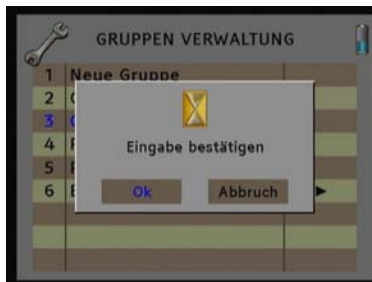 GRUPPEN VERWALTUNG
1 Neue Gruppe
2
3
4
5
6
Eingabe bestätigen
Ok Abbruch